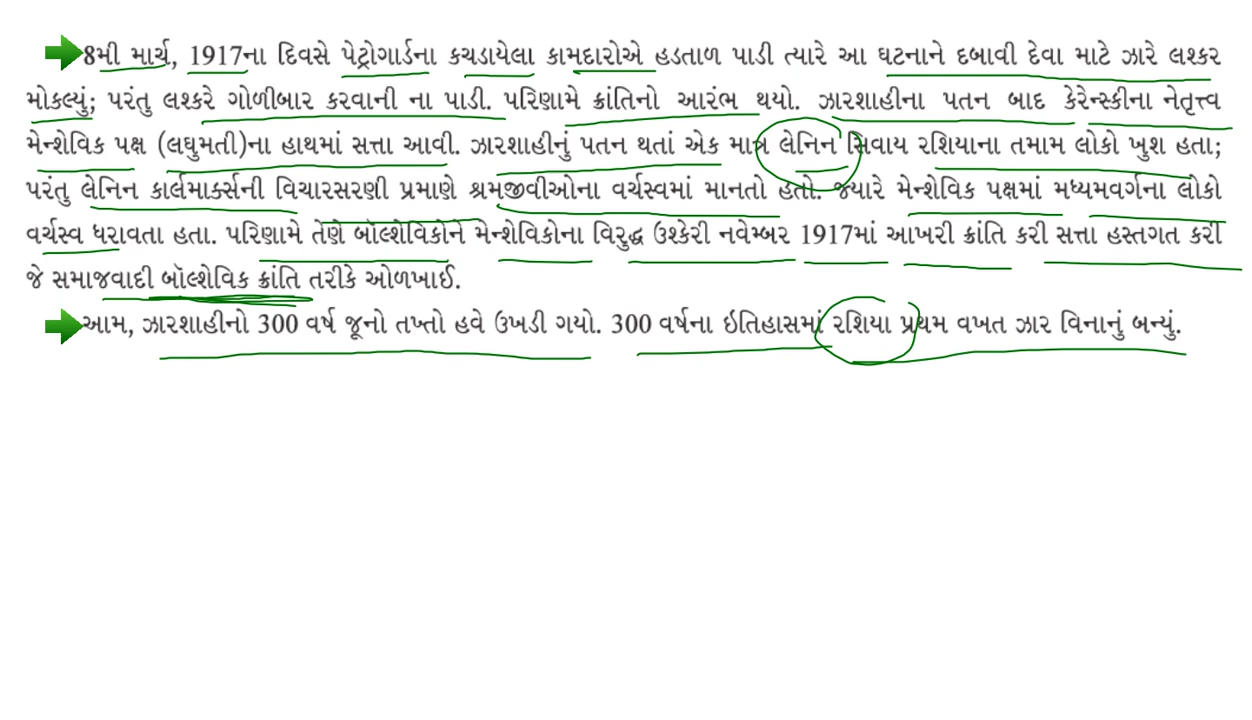 8મી માર્ચ, 1917ના દિવસે પેટ્રોગાર્ડના કચડાયેલા કામદારોએ હડતાળ પાડી ત્યારે આ ઘટનાને દબાવી દેવા માટે ઝારે લશ્કર
મોકલ્યું; પરંતુ લશ્કરે ગોળીબાર કરવાની ના પાડી. પરિણામે ક્રાંતિનો આરંભ થયો. ઝારશાહીના પતન બાદ કેરેન્સ્કીના નેતૃત્ત્વ
મેન્શેવિક પક્ષ (લઘુમતી)ના હાથમાં સત્તા આવી. ઝારશાહીનું પતન થતાં એક માત્ર લેનિન સિવાય રશિયાના તમામ લોકો ખુશ હતા;
પરંતુ લેનિન કાર્લમાર્ક્સની વિચારસરણી પ્રમાણે શ્રમજીવીઓના વર્ચસ્વમાં માનતો હતો. જ્યારે મેન્શેવિક પક્ષમાં મધ્યમવર્ગના લોકો
વર્ચસ્વ ધરાવતા હતા. પરિણામે તેણે બૉલ્શેવિકોને મેન્શેવિકોના વિરુદ્ધ ઉશ્કેરી નવેમ્બર 1917માં આખરી ક્રાંતિ કરી સત્તા હસ્તગત કરી
જે સમાજવાદી બૉલ્શેવિક ક્રાંતિ તરીકે ઓળખાઈ.
આમ, ઝારશાહીનો 300 વર્ષ જૂનો તખ્તો હવે ઉખડી ગયો. 300 વર્ષના ઇતિહાસમાં રશિયા પ્રથમ વખત ઝાર વિનાનું બન્યું.